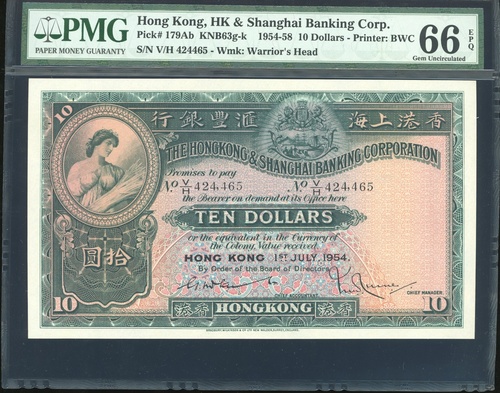 PMG
PAPER MONEY GUARANTY
Hong Kong, HK & Shanghai Banking Corp.
Pick# 179Ab KNB63g-k 1954-58 10 Dollars - Printer: BWC
S/N V/H 424465 - Wmk: Warrior's Head
66 EPQ
Gem Uncirculated
10
行銀豐滙 海上港香
THE HONGKONG & SHANGHAI BANKING CORPORATION
Promises to pay
No. V/H 424,465 No. V/H 424,465
the Bearer on demand at its Office here
TEN DOLLARS
or the equivalent in the Currency of
the Colony, Value received
圓拾
HONG KONG 1ST JULY, 1954.
By Order of the Board of Directors
CHIEF MANAGER
10 港香 HONGKONG 港香 10